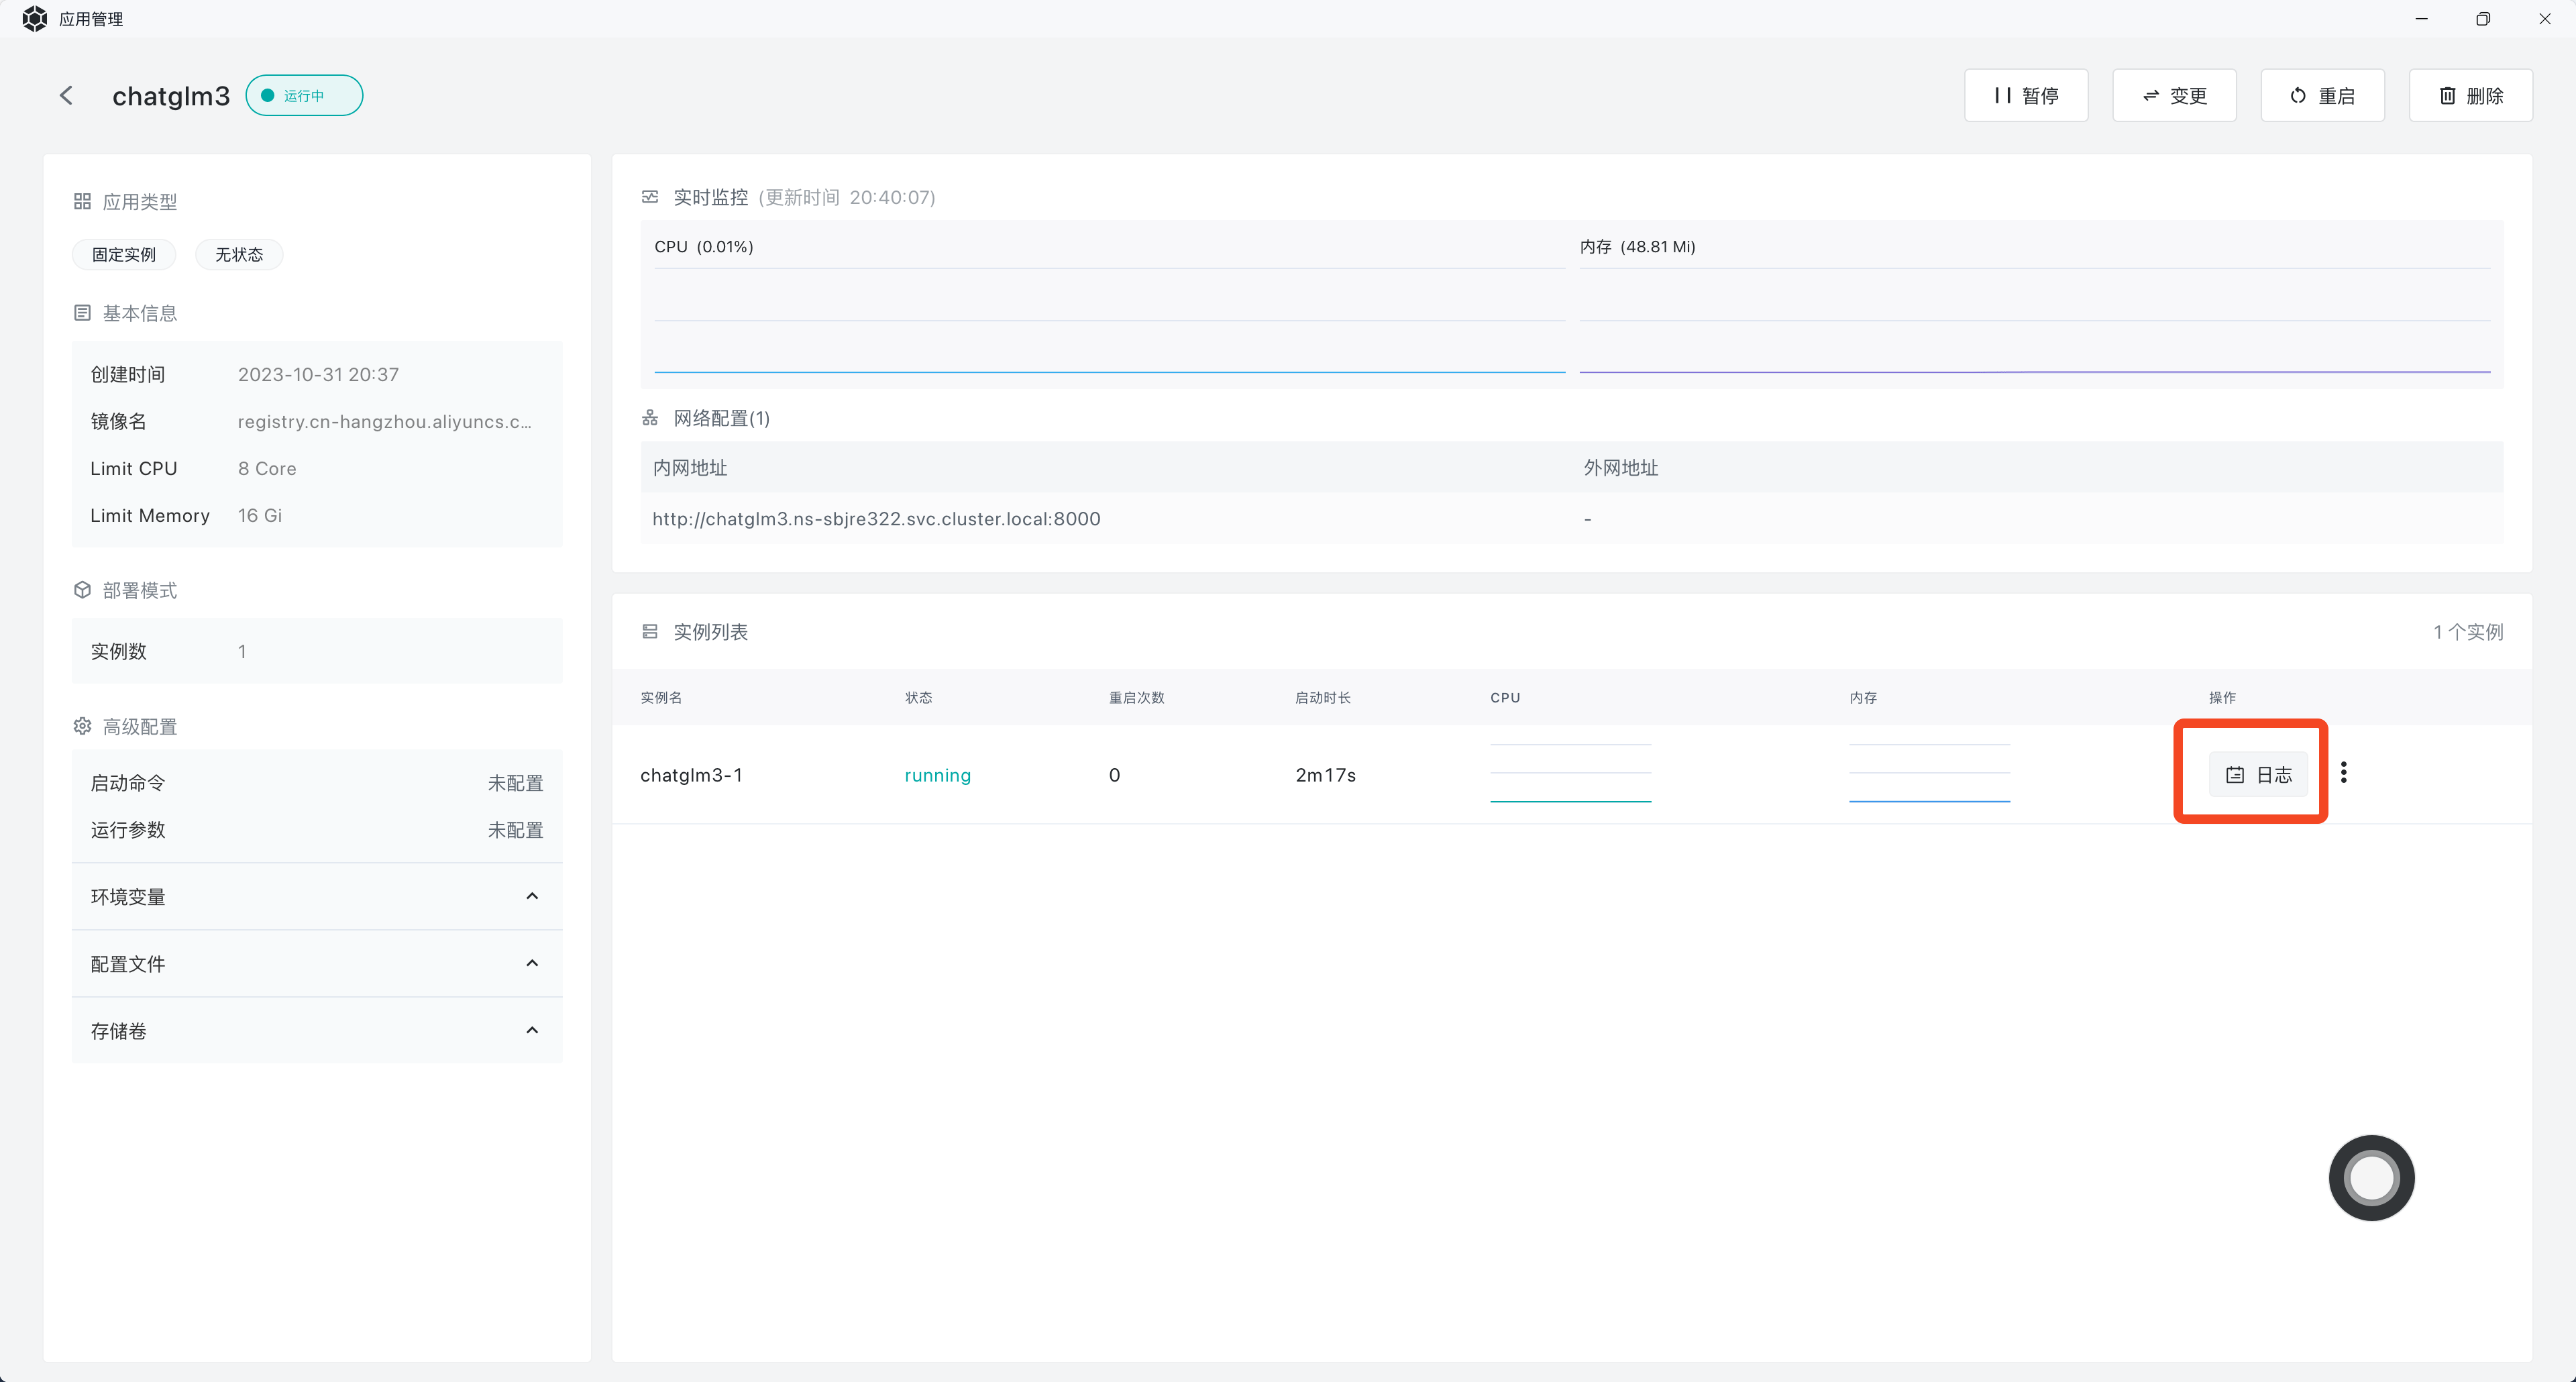 应用管理
chatglm3
运行中
暂停
变更
重启
删除
应用类型
固定实例
无状态
基本信息
创建时间 2023-10-31 20:37
镜像名 registry.cn-hangzhou.aliyuncs.c...
Limit CPU 8 Core
Limit Memory 16 Gi
部署模式
实例数 1
高级配置
启动命令 未配置
运行参数 未配置
环境变量
配置文件
存储卷
实时监控 (更新时间 20:40:07)
CPU (0.01%)
内存 (48.81 Mi)
网络配置(1)
内网地址 外网地址
http://chatglm3.ns-sbjre322.svc.cluster.local:8000 -
实例列表
1 个实例
实例名 状态 重启次数 启动时长 CPU 内存 操作
chatglm3-1 running 0 2m17s 日志